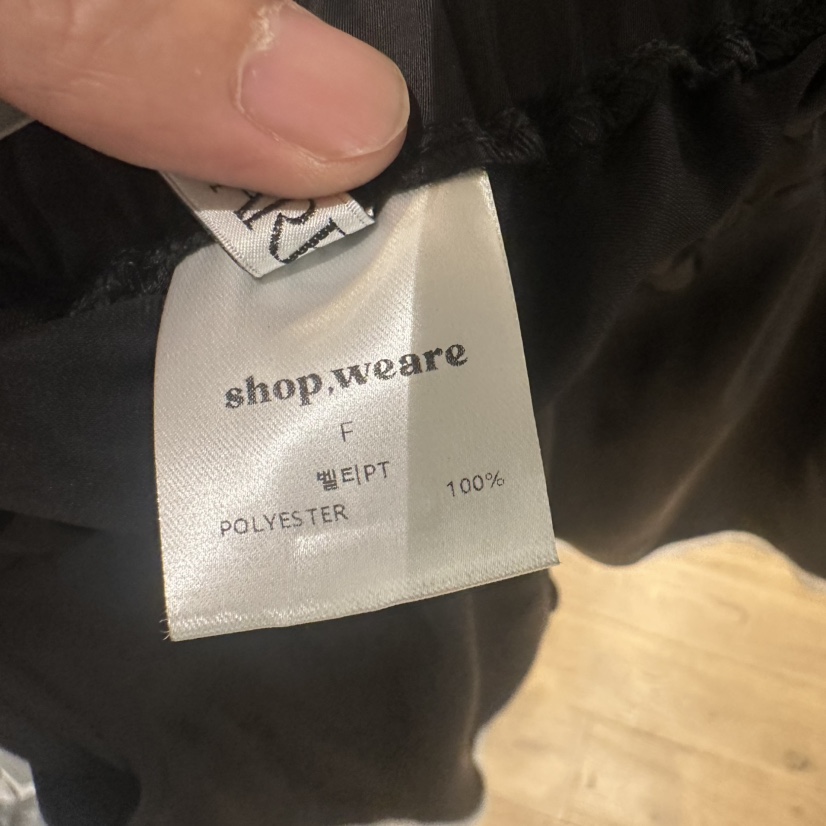 shop,weare
F
벨티PT
POLYESTER 100%